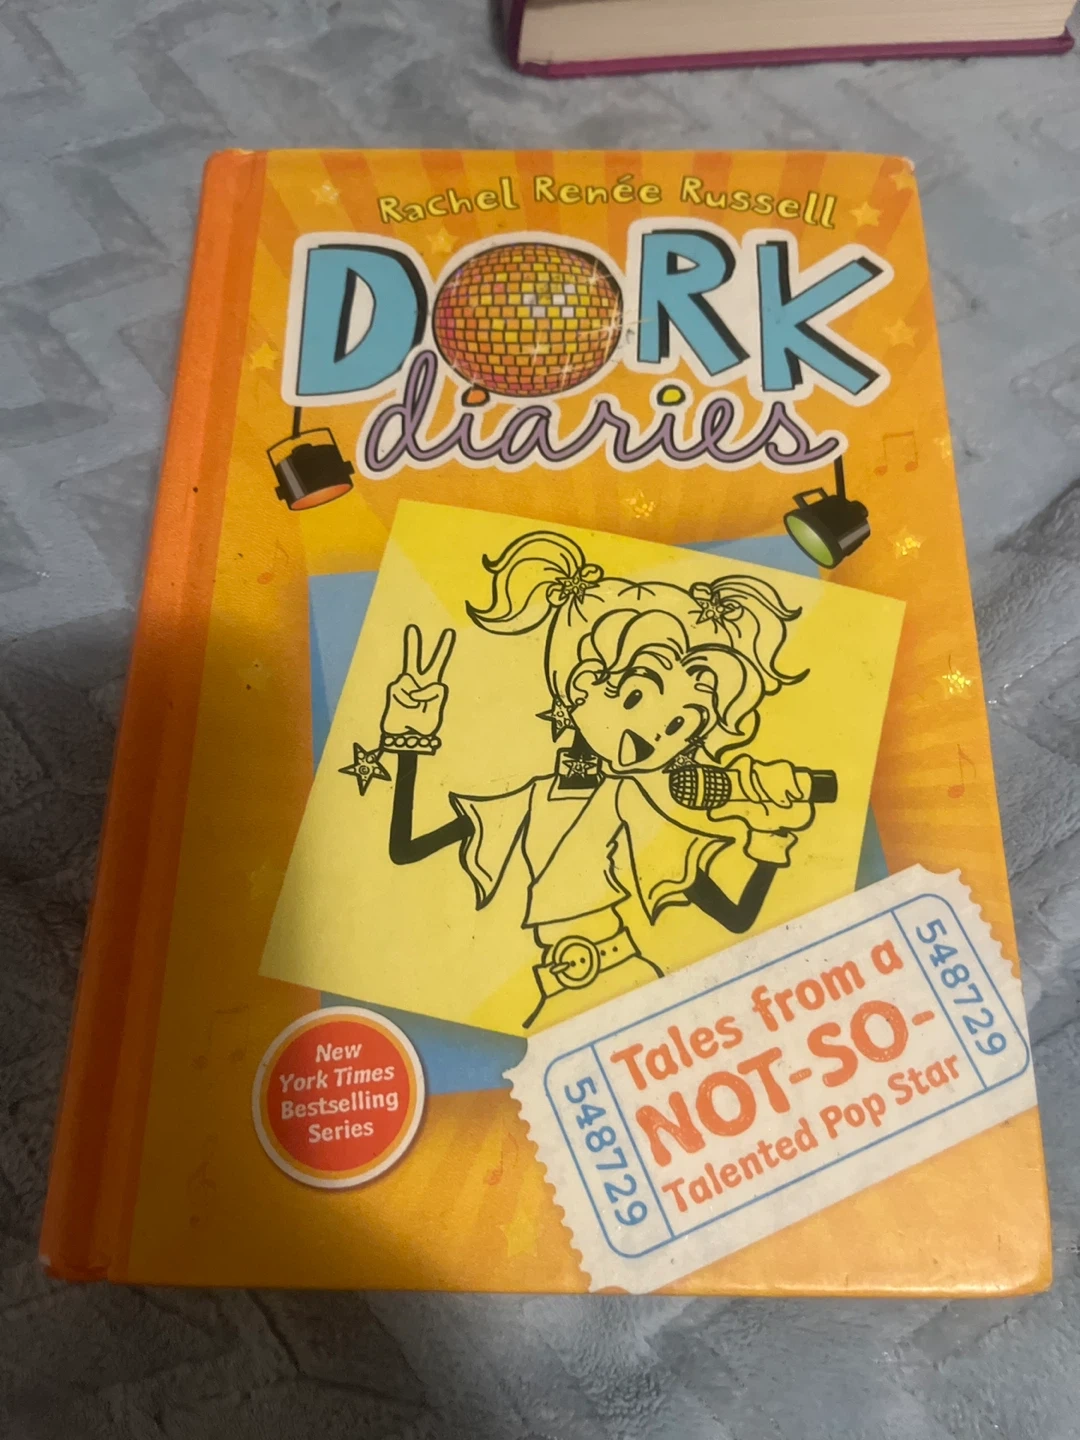 Rachel Renée Russell
DORK
diaries
Tales from a
NOT-SO-
Talented Pop Star
548729
548729
New
York Times
Bestselling
Series